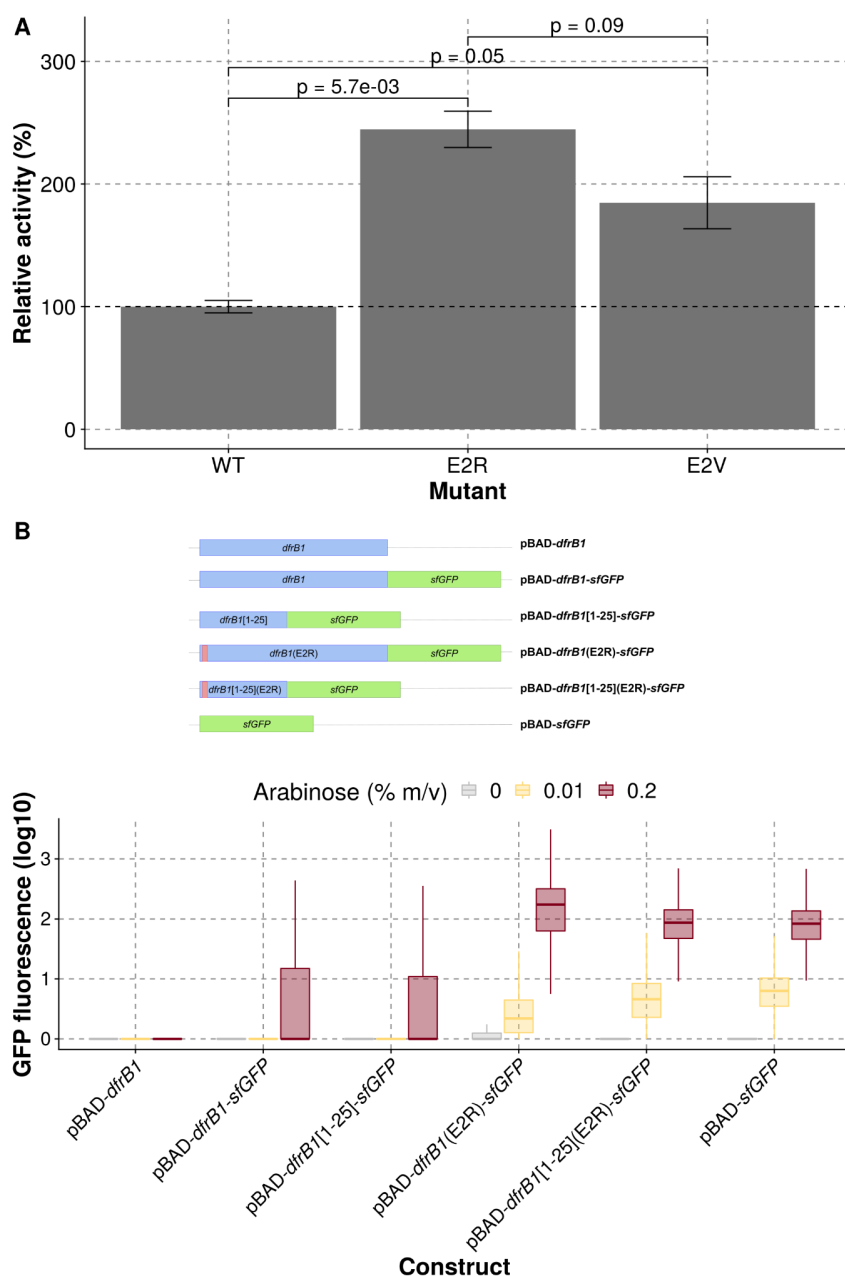 A
p = 0.09
p = 0.05
p = 5.7e-03
300
200
100
0
Relative activity (%)
WT
E2R
E2V
Mutant
B
dfrB1
pBAD-dfrB1
dfrB1
sfGFP
pBAD-dfrB1-sfGFP
dfrB1[1-25]
sfGFP
pBAD-dfrB1[1-25]-sfGFP
dfrB1(E2R)
sfGFP
pBAD-dfrB1(E2R)-sfGFP
dfrB1[1-25](E2R)
sfGFP
pBAD-dfrB1[1-25](E2R)-sfGFP
sfGFP
pBAD-sfGFP
Arabinose (% m/v) 0 0.01 0.2
GFP fluorescence (log10)
3
2
1
0
pBAD-dfrB1
pBAD-dfrB1-sfGFP
pBAD-dfrB1[1-25]-sfGFP
pBAD-dfrB1(E2R)-sfGFP
pBAD-dfrB1[1-25](E2R)-sfGFP
pBAD-sfGFP
Construct